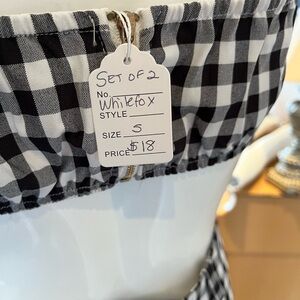 SET OF 2
No.
Whitefox
STYLE
SIZE S
PRICE $18